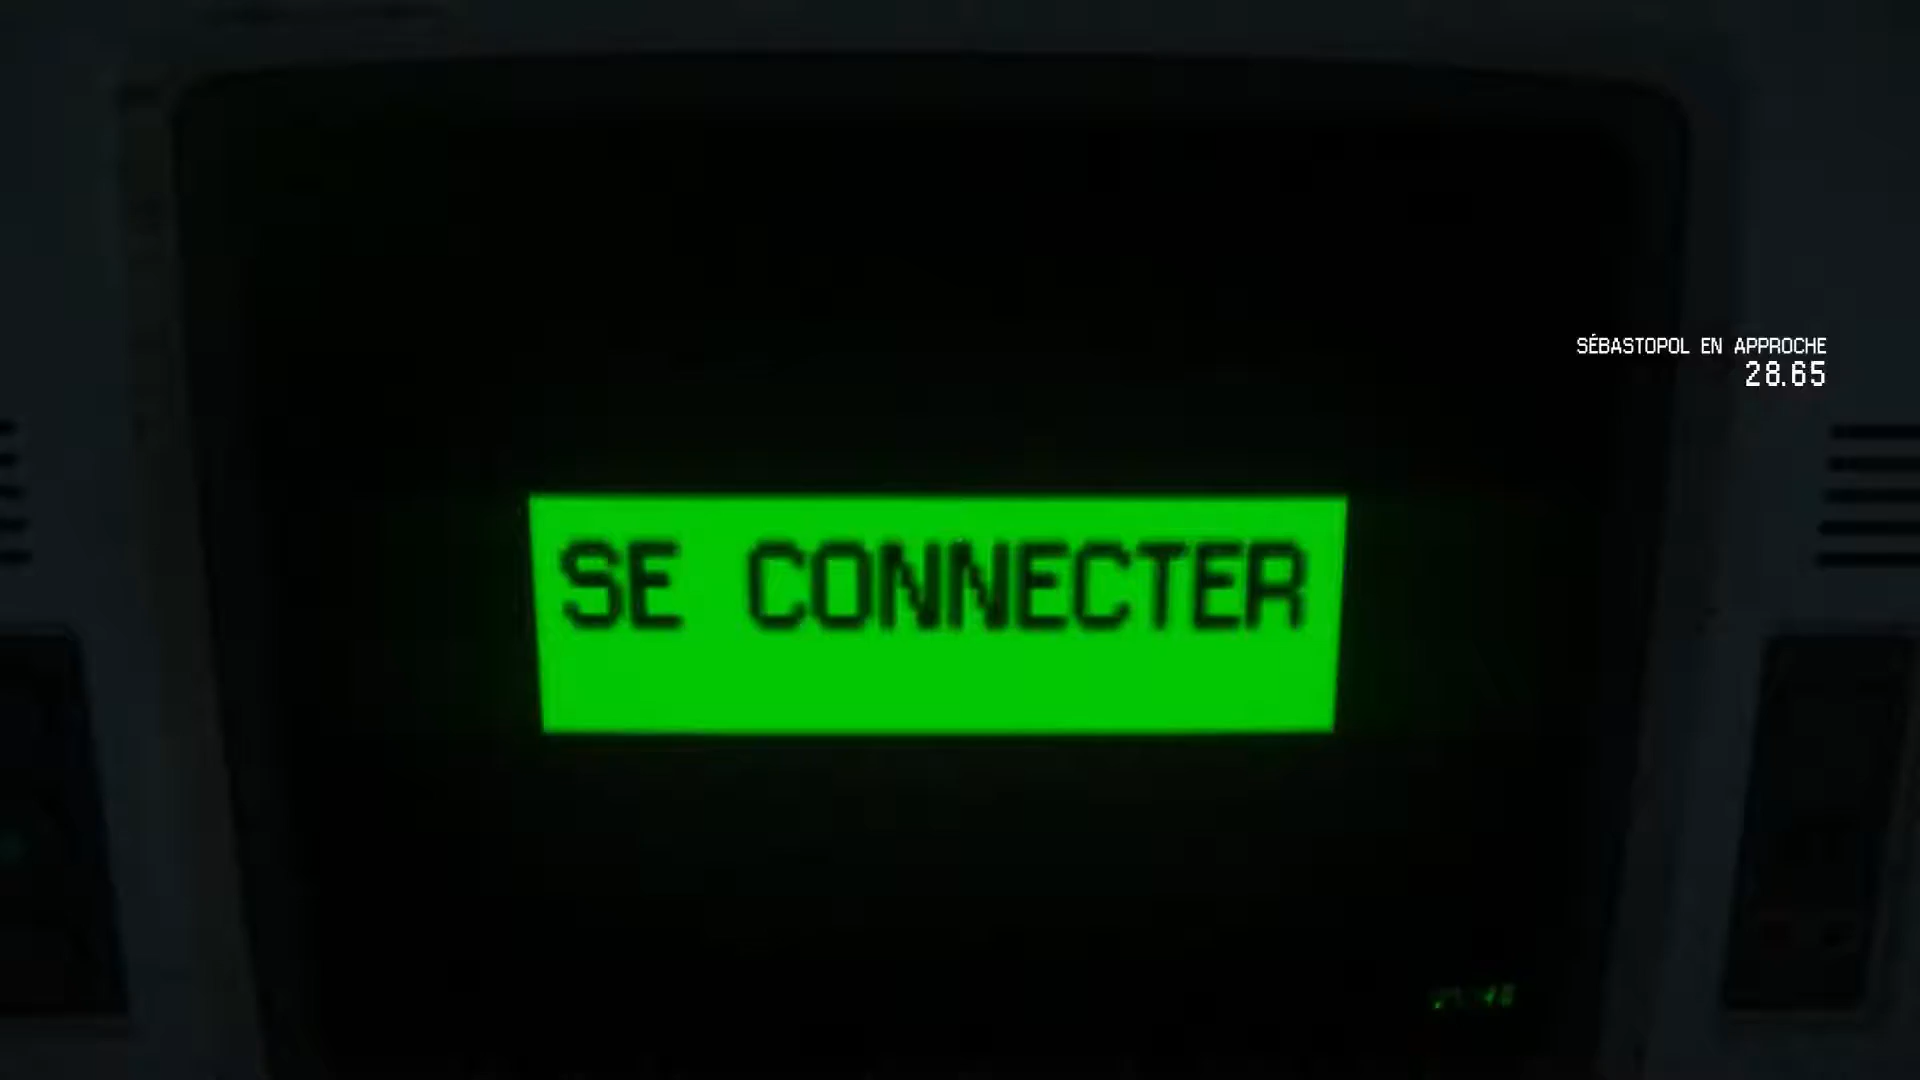 SÉBASTOPOL EN APPROCHE
28.65
SE CONNECTER